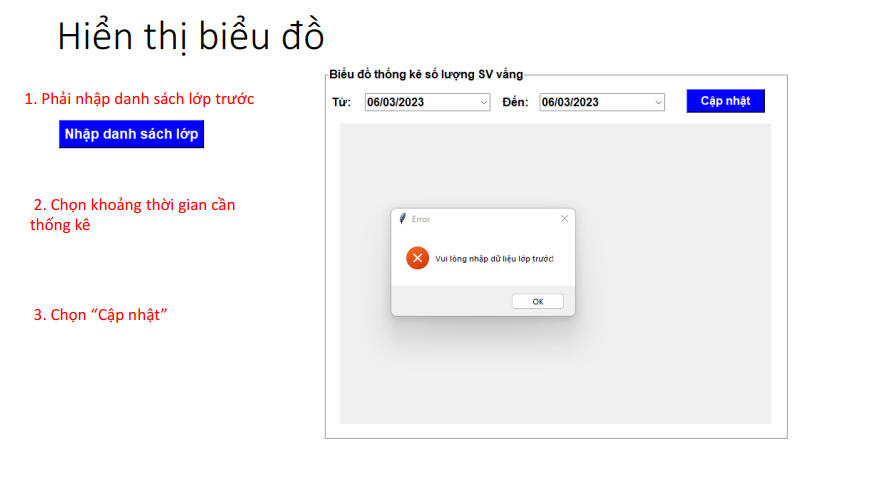 Hiển thị biểu đồ
1. Phải nhập danh sách lớp trước
Nhập danh sách lớp
2. Chọn khoảng thời gian cần
thống kê
3. Chọn “Cập nhật”
Biểu đồ thống kê số lượng SV vắng
Từ: 06/03/2023 Đến: 06/03/2023 Cập nhật
Error
Vui lòng nhập dữ liệu lớp trước!
OK